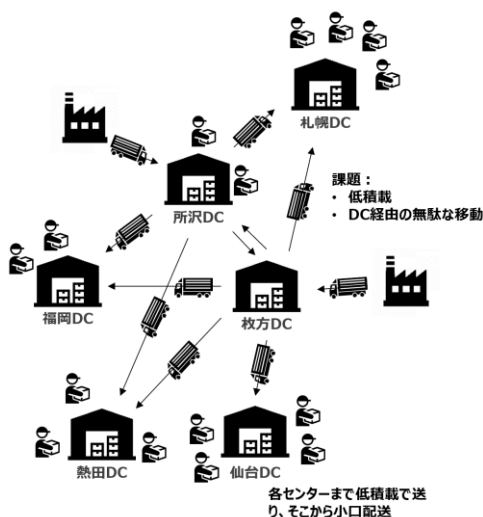 札幌DC
課題：
・ 低積載
・ DC経由の無駄な移動
所沢DC
福岡DC
枚方DC
熱田DC
仙台DC
各センターまで低積載で送
り、そこから小口配送